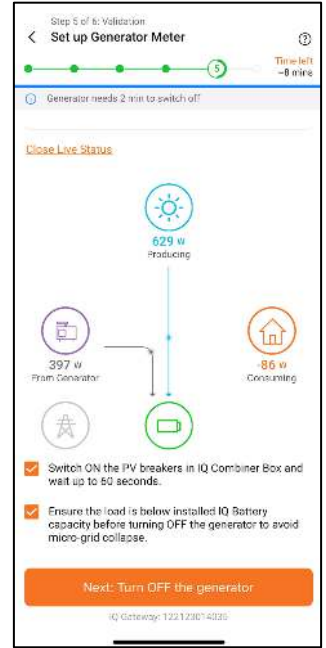 Step 5 of 6: Validation
Set up Generator Meter
5
Time left
~8 mins
Generator needs 2 min to switch off
Close Live Status
629 w
Producing
397 w
From Generator
-86 w
Consuming
Switch ON the PV breakers in IQ Combiner Box and
wait up to 60 seconds.
Ensure the load is below installed IQ Battery
capacity before turning OFF the generator to avoid
micro-grid collapse.
Next: Turn OFF the generator
IQ Gateway: 122123014035